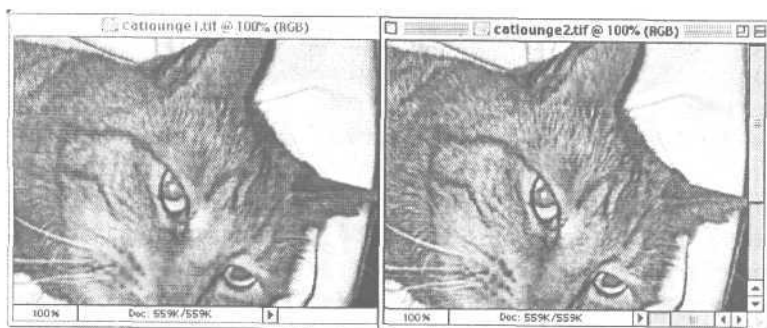 catlounge1.tif @ 100% (RGB)
100%
Doc: 559K/559K
catlounge2.tif @ 100% (RGB)
100%
Doc: 559K/559K